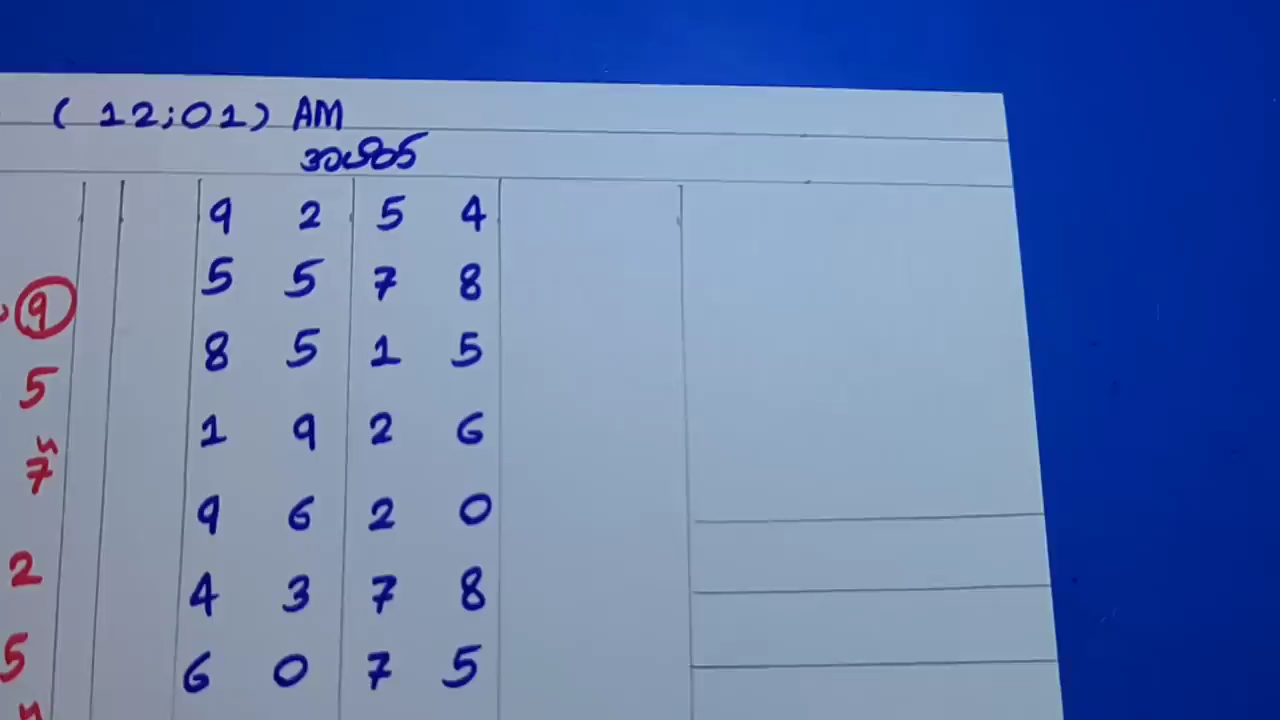 (12;01) AM
9 2 5 4
5 5 7 8
9
8 5 1 5
5
1 9 2 6
7
9 6 2 0
2
4 3 7 8
5
6 0 7 5